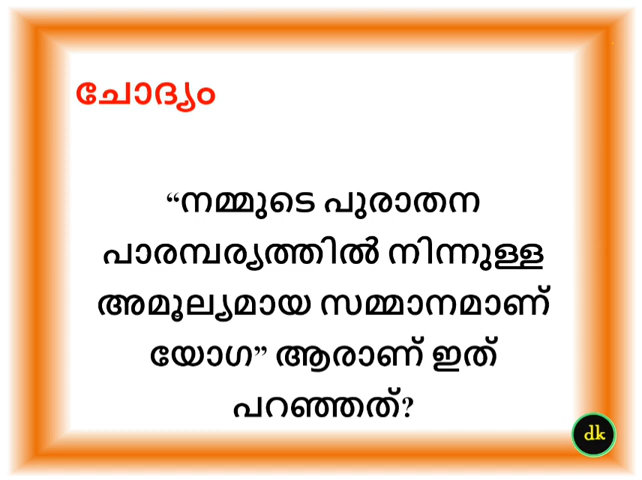 ചോദ്യം
“നമ്മുടെ പുരാതന
പാരമ്പര്യത്തിൽ നിന്നുള്ള
അമൂല്യമായ സമ്മാനമാണ്
യോഗ” ആരാണ് ഇത്
പറഞ്ഞത്?
dk